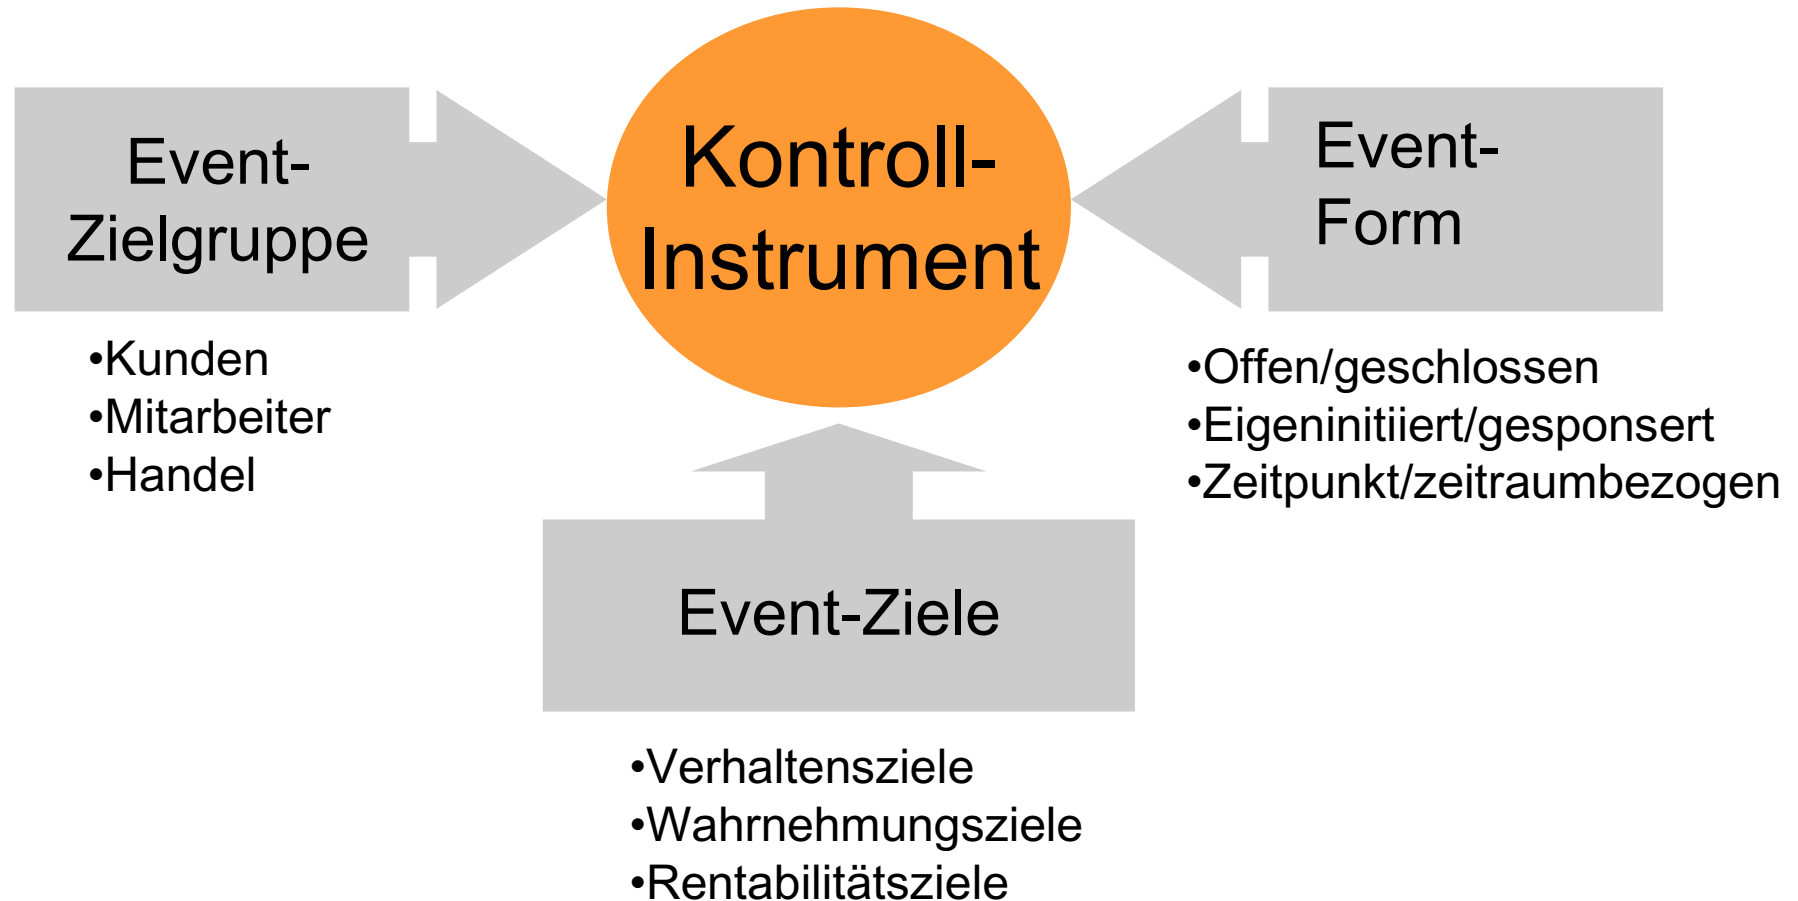 Event-
Zielgruppe
•Kunden
•Mitarbeiter
•Handel
Kontroll-
Instrument
Event-
Form
•Offen/geschlossen
•Eigeninitiiert/gesponsert
•Zeitpunkt/zeitraumbezogen
Event-Ziele
•Verhaltensziele
•Wahrnehmungsziele
•Rentabilitätsziele